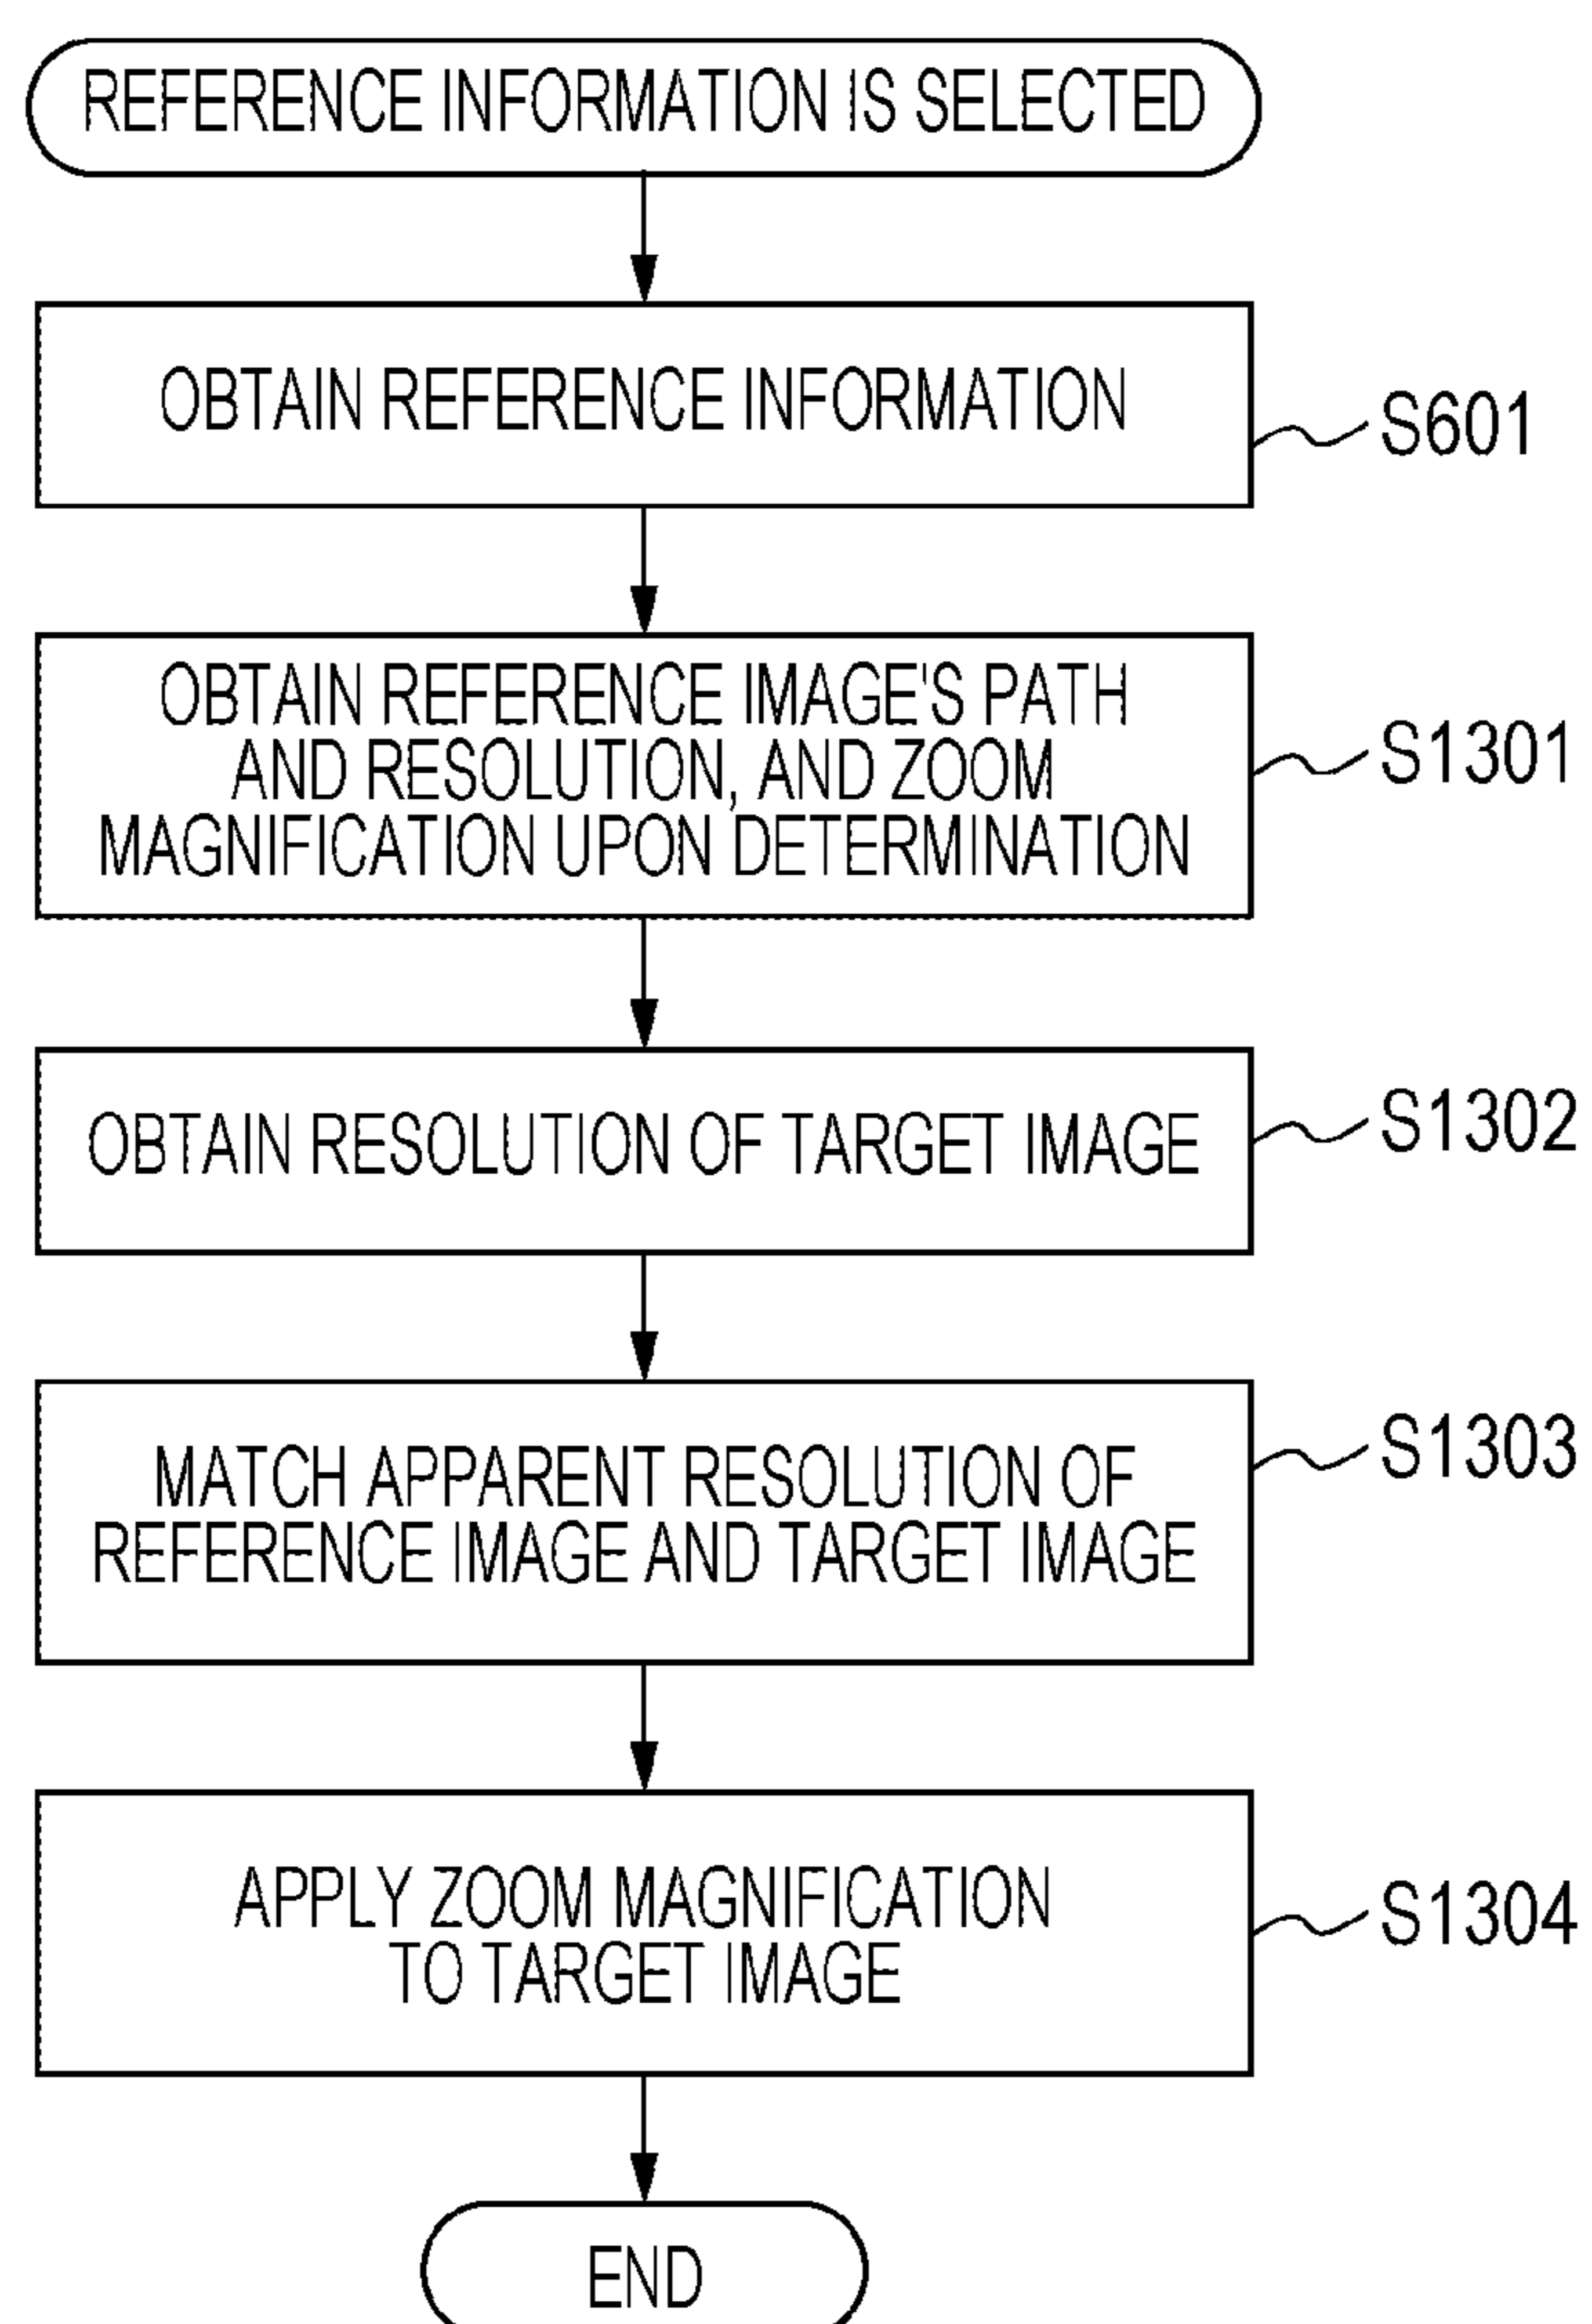 REFERENCE INFORMATION IS SELECTED
OBTAIN REFERENCE INFORMATION
S601
OBTAIN REFERENCE IMAGE'S PATH
AND RESOLUTION, AND ZOOM
MAGNIFICATION UPON DETERMINATION
S1301
OBTAIN RESOLUTION OF TARGET IMAGE
S1302
MATCH APPARENT RESOLUTION OF
REFERENCE IMAGE AND TARGET IMAGE
S1303
APPLY ZOOM MAGNIFICATION
TO TARGET IMAGE
S1304
END